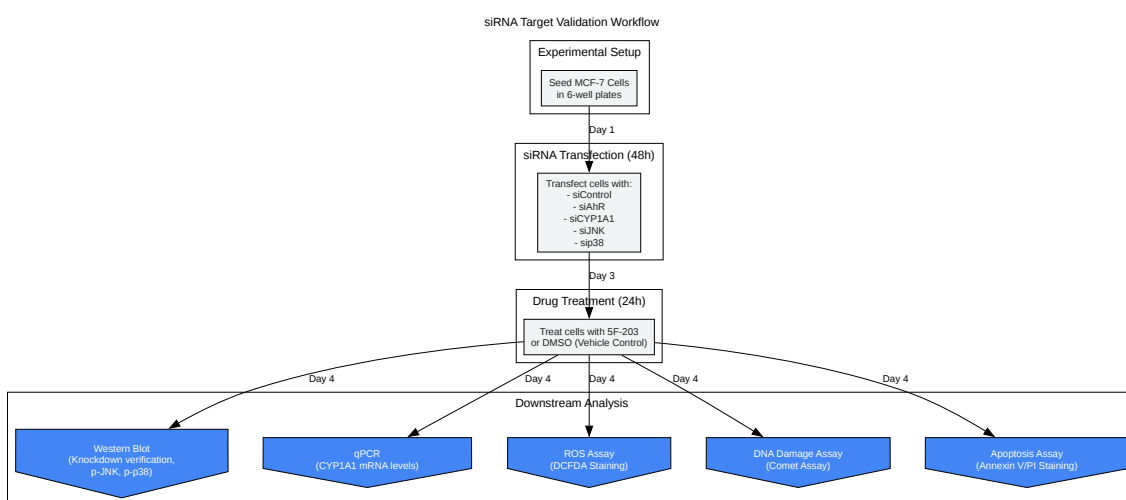 siRNA Target Validation Workflow
Experimental Setup
Seed MCF-7 Cells
in 6-well plates
Day 1
siRNA Transfection (48h)
Transfect cells with:
- siControl
- siAhR
- siCYP1A1
- siJNK
- sip38
Day 3
Drug Treatment (24h)
Treat cells with 5F-203
or DMSO (Vehicle Control)
Day 4
Day 4
Day 4
Day 4
Day 4
Downstream Analysis
Western Blot
(Knockdown verification,
p-JNK, p-p38)
qPCR
(CYP1A1 mRNA levels)
ROS Assay
(DCFDA Staining)
DNA Damage Assay
(Comet Assay)
Apoptosis Assay
(Annexin V/PI Staining)